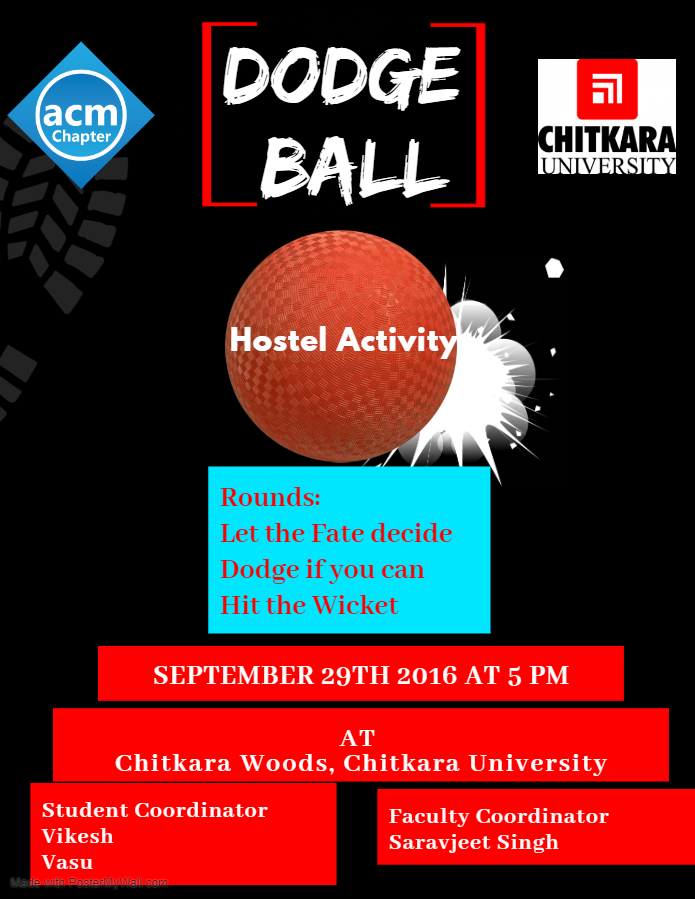 acm
Chapter
DODGE
BALL
CHITKARA
UNIVERSITY
Hostel Activity
Rounds:
Let the Fate decide
Dodge if you can
Hit the Wicket
SEPTEMBER 29TH 2016 AT 5 PM
AT
Chitkara Woods, Chitkara University
Student Coordinator
Vikesh
Vasu
Faculty Coordinator
Saravjeet Singh
Made with PosterMyWall.com